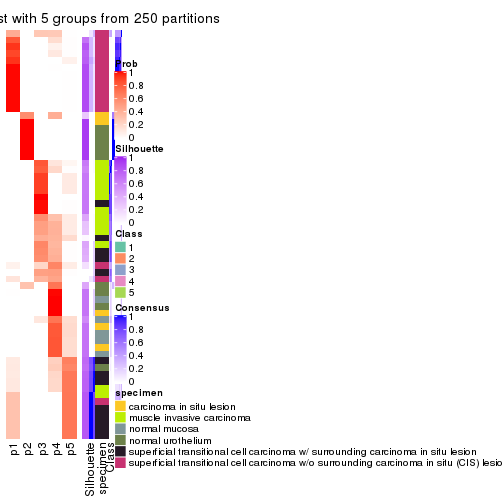 st with 5 groups from 250 partitions
Prob
1
0.8
0.6
0.4
0.2
0
Silhouette
1
0.8
0.6
0.4
0.2
0
Class
1
2
3
4
5
Consensus
1
0.8
0.6
0.4
0.2
0
specimen
carcinoma in situ lesion
muscle invasive carcinoma
normal mucosa
normal urothelium
superficial transitional cell carcinoma w/ surrounding carcinoma in situ lesion
superficial transitional cell carcinoma w/o surrounding carcinoma in situ (CIS) lesio
p1
p2
p3
p4
p5
Silhouette
specimen
Class